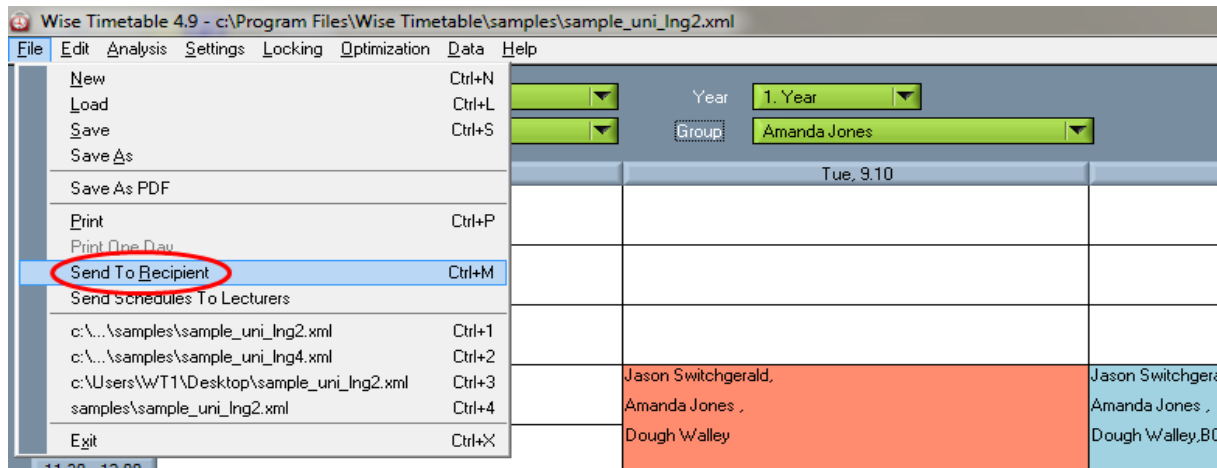 Wise Timetable 4.9 - c:\Program Files\Wise Timetable\samples\sample_uni_lng2.xml
File Edit Analysis Settings Locking Optimization Data Help
New Ctrl+N
Load Ctrl+L
Save Ctrl+S
Save As
Save As PDF
Print Ctrl+P
Print One Day
Send To Recipient Ctrl+M
Send Schedules To Lecturers
c:\...\samples\sample_uni_lng2.xml Ctrl+1
c:\...\samples\sample_uni_lng4.xml Ctrl+2
c:\Users\WT1\Desktop\sample_uni_lng2.xml Ctrl+3
samples\sample_uni_lng2.xml Ctrl+4
Exit Ctrl+X
Year 1. Year
Group Amanda Jones
Tue, 9.10
Jason Switchgerald,
Amanda Jones ,
Dough Walley
Jason Switchgera
Amanda Jones ,
Dough Walley,BC